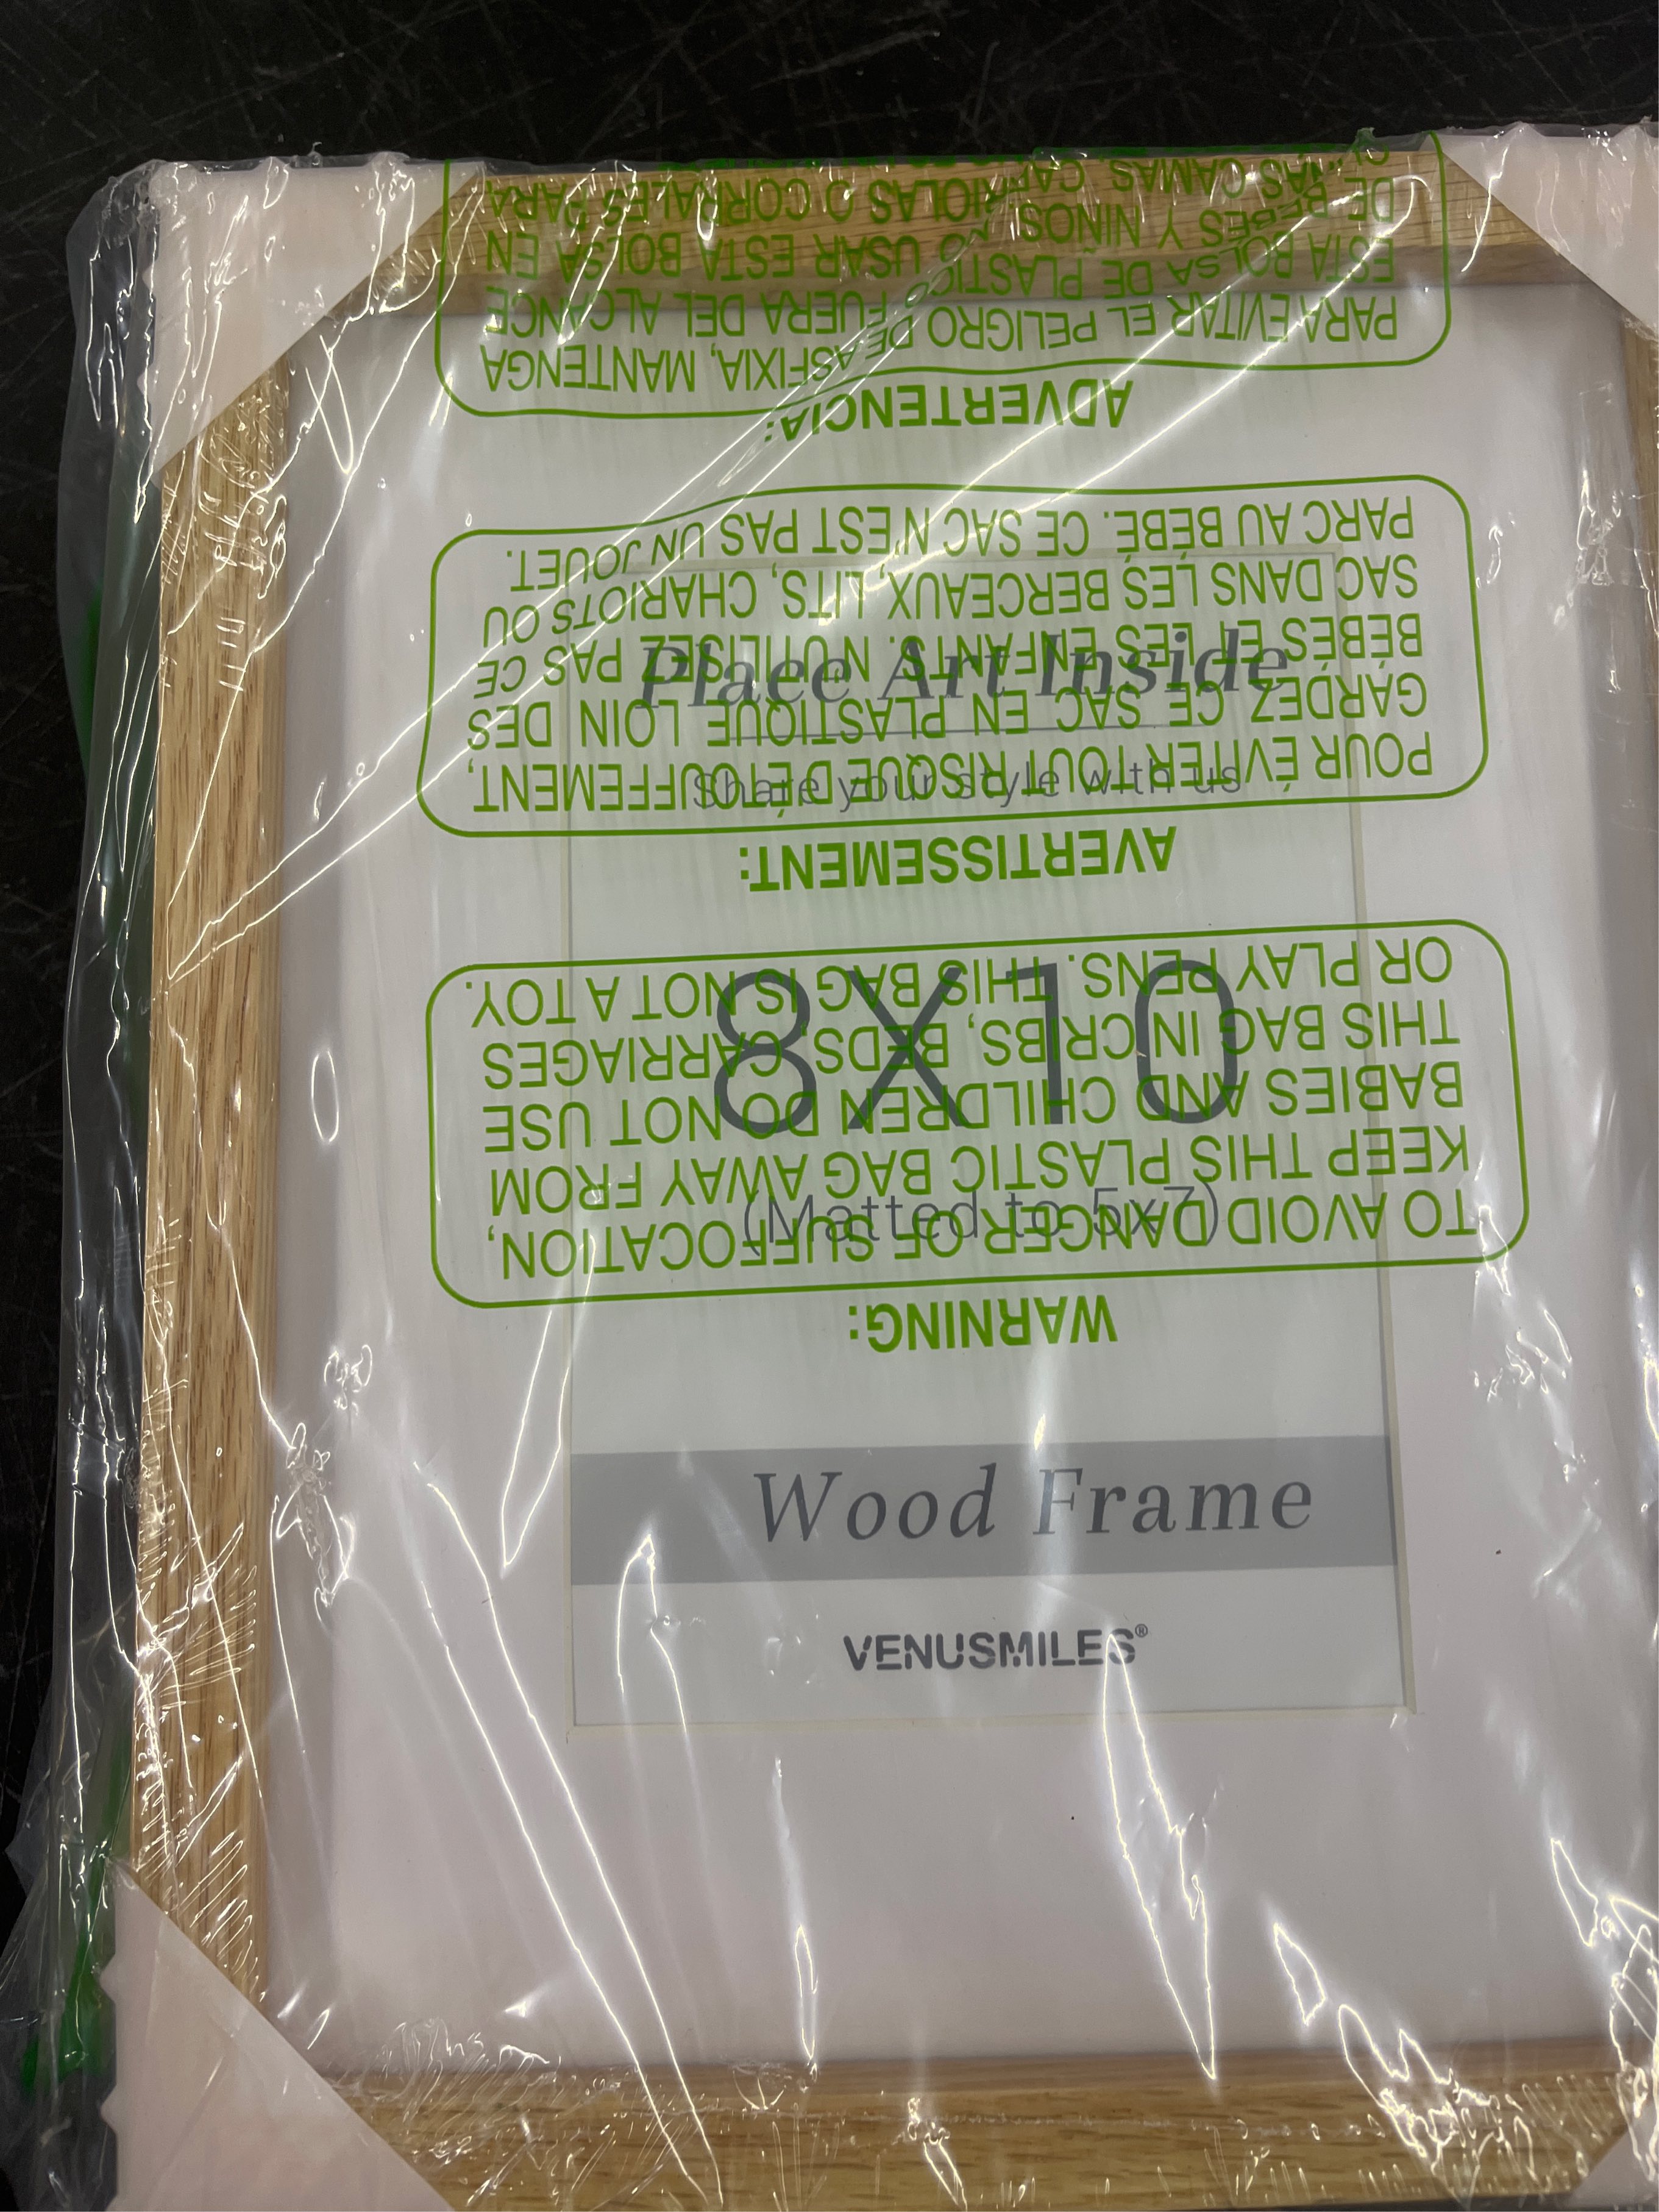 Place Art Inside
Share your style with us
8X10
(Matted to 5x7)
Wood Frame
VENUSMILES®
WARNING:
TO AVOID DANGER OF SUFFOCATION,
KEEP THIS PLASTIC BAG AWAY FROM
BABIES AND CHILDREN DO NOT USE
THIS BAG IN CRIBS, BEDS, CARRIAGES
OR PLAY PENS. THIS BAG IS NOT A TOY.
AVERTISSEMENT:
POUR ÉVITER TOUT RISQUE D'ÉTOUFFEMENT,
GARDEZ CE SAC EN PLASTIQUE LOIN DES
BÉBÉS ET LES ENFANTS. N'UTILISEZ PAS CE
SAC DANS LES BERCEAUX, LITS, CHARIOTS OU
PARC AU BÉBÉ. CE SAC N'EST PAS UN JOUET.
ADVERTENCIA:
PARA EVITAR EL PELIGRO DE ASFIXIA, MANTENGA
ESTA BOLSA DE PLASTICO FUERA DEL ALCANCE
DE BEBES Y NIÑOS. NO USAR ESTA BOLSA EN
CAMAS, O CORRALES PARA